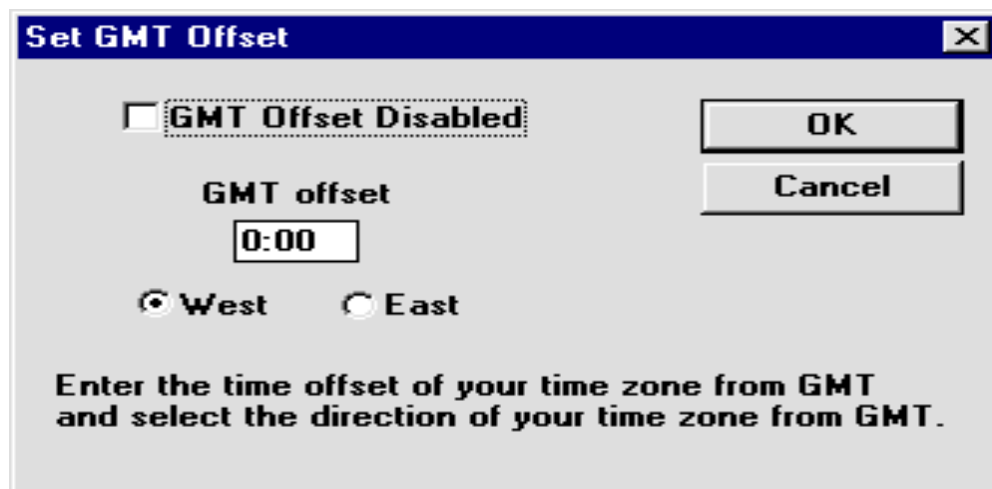 Set GMT Offset
GMT Offset Disabled
OK
GMT offset
Cancel
0:00
West East
Enter the time offset of your time zone from GMT
and select the direction of your time zone from GMT.